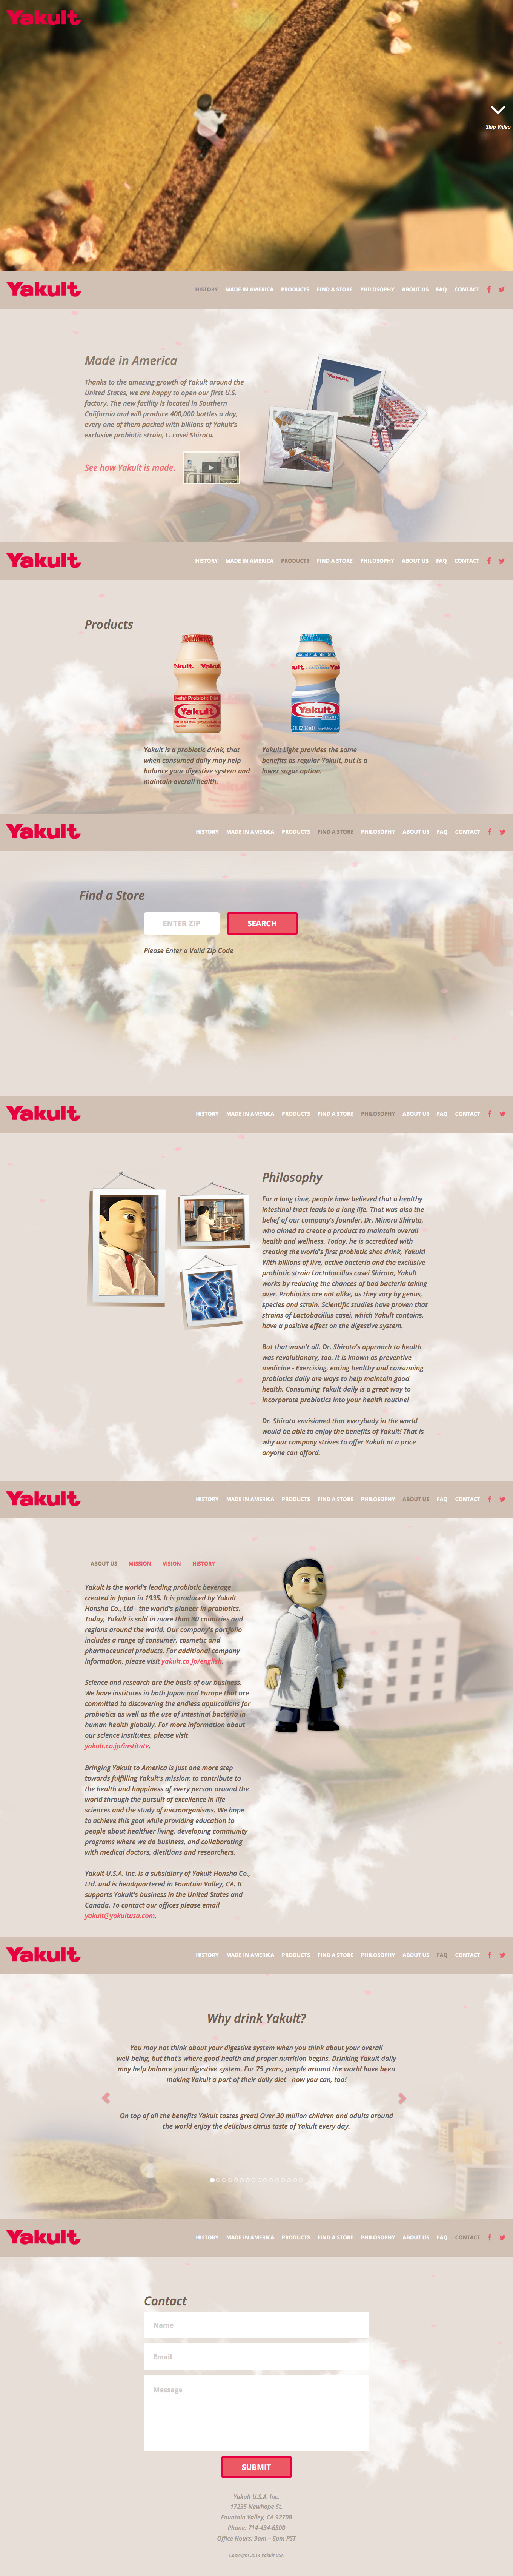 Yakult.
Skip Video
Yakult.
HISTORY MADE IN AMERICA PRODUCTS FIND A STORE PHILOSOPHY ABOUT US FAQ CONTACT
Made in America
Thanks to the amazing growth of Yakult around the
United States, we are happy to open our first U.S.
factory. The new facility is located in Southern
California and will produce 400,000 bottles a day,
every one of them packed with billions of Yakult's
exclusive probiotic strain, L. casei Shirota.
Yakult
See how Yakult is made.
Yakult.
HISTORY MADE IN AMERICA PRODUCTS FIND A STORE PHILOSOPHY ABOUT US FAQ CONTACT
Products
Yakult.
Yakult.
Yakult is a probiotic drink, that
when consumed daily may help
balance your digestive system and
maintain overall health.
Yakult Light provides the same
benefits as regular Yakult, but is a
lower sugar option.
Yakult.
HISTORY MADE IN AMERICA PRODUCTS FIND A STORE PHILOSOPHY ABOUT US FAQ CONTACT
Find a Store
ENTER ZIP SEARCH
Please Enter a Valid Zip Code
Yakult.
HISTORY MADE IN AMERICA PRODUCTS FIND A STORE PHILOSOPHY ABOUT US FAQ CONTACT
Philosophy
For a long time, people have believed that a healthy
intestinal tract leads to a long life. That was also the
belief of our company's founder, Dr. Minoru Shirota,
who aimed to create a product to maintain overall
health and wellness. Today, he is accredited with
creating the world's first probiotic shot drink, Yakult!
With billions of live, active bacteria and the exclusive
probiotic strain Lactobacillus casei Shirota, Yakult
works by reducing the chances of bad bacteria taking
over. Probiotics are not alike, as they vary by genus,
species and strain. Scientific studies have proven that
strains of Lactobacillus casei, which Yakult contains,
have a positive effect on the digestive system.
But that wasn't all. Dr. Shirota's approach to health
was revolutionary, too. It is known as preventive
medicine - Exercising, eating healthy and consuming
probiotics daily are ways to help maintain good
health. Consuming Yakult daily is a great way to
incorporate probiotics into your health routine!
Dr. Shirota envisioned that everybody in the world
would be able to enjoy the benefits of Yakult! That is
why our company strives to offer Yakult at a price
anyone can afford.
Yakult.
HISTORY MADE IN AMERICA PRODUCTS FIND A STORE PHILOSOPHY ABOUT US FAQ CONTACT
ABOUT US MISSION VISION HISTORY
Yakult is the world's leading probiotic beverage
created in Japan in 1935. It is produced by Yakult
Honsha Co., Ltd - the world's pioneer in probiotics.
Today, Yakult is sold in more than 30 countries and
regions around the world. Our company's portfolio
includes a range of consumer, cosmetic and
pharmaceutical products. For additional company
information, please visit yakult.co.jp/english.
Science and research are the basis of our business.
We have institutes in both Japan and Europe that are
committed to discovering the endless applications for
probiotics as well as the use of intestinal bacteria in
human health globally. For more information about
our science institutes, please visit
yakult.co.jp/institute.
Bringing Yakult to America is just one more step
towards fulfilling Yakult's mission: to contribute to
the health and happiness of every person around the
world through the pursuit of excellence in life
sciences and the study of microorganisms. We hope
to achieve this goal while providing education to
people about healthier living, developing community
programs where we do business, and collaborating
with medical doctors, dietitians and researchers.
Yakult U.S.A. Inc. is a subsidiary of Yakult Honsha Co.,
Ltd. and is headquartered in Fountain Valley, CA. It
supports Yakult's business in the United States and
Canada. To contact our offices please email
yakult@yakultusa.com.
Yakult.
HISTORY MADE IN AMERICA PRODUCTS FIND A STORE PHILOSOPHY ABOUT US FAQ CONTACT
Why drink Yakult?
You may not think about your digestive system when you think about your overall
well-being, but that's where good health and proper nutrition begins. Drinking Yakult daily
may help balance your digestive system. For 75 years, people around the world have been
making Yakult a part of their daily diet - now you can, too!
On top of all the benefits Yakult tastes great! Over 30 million children and adults around
the world enjoy the delicious citrus taste of Yakult every day.
Yakult.
HISTORY MADE IN AMERICA PRODUCTS FIND A STORE PHILOSOPHY ABOUT US FAQ CONTACT
Contact
Name
Email
Message
SUBMIT
Yakult U.S.A. Inc.
17235 Newhope St.
Fountain Valley, CA 92708
Phone: 714-434-6500
Office Hours: 9am – 6pm PST
Copyright 2014 Yakult USA